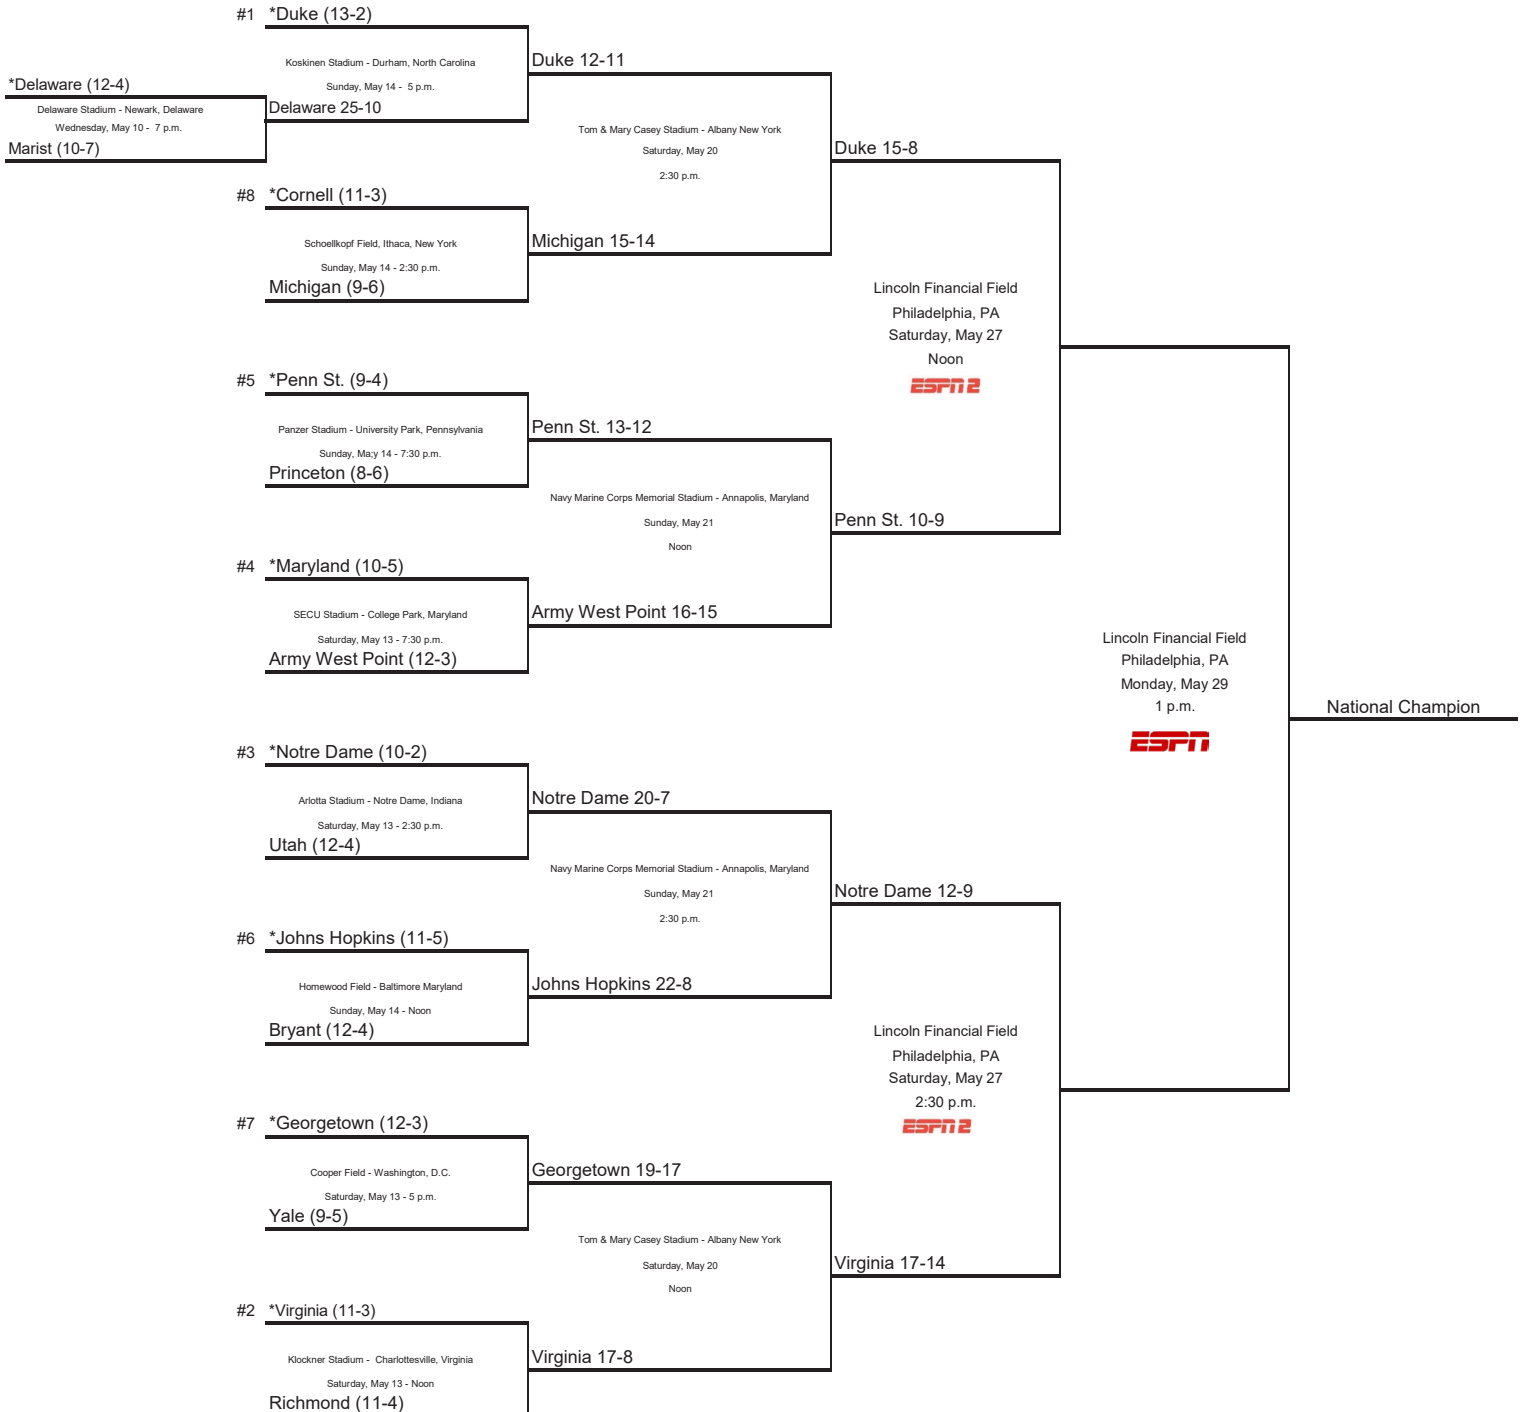 #1 *Duke (13-2)
Koskinen Stadium - Durham, North Carolina
Sunday, May 14 - 5 p.m.
Delaware 25-10
*Delaware (12-4)
Delaware Stadium - Newark, Delaware
Wednesday, May 10 - 7 p.m.
Marist (10-7)
Duke 12-11
Tom & Mary Casey Stadium - Albany New York
Saturday, May 20
2:30 p.m.
Michigan 15-14
#8 *Cornell (11-3)
Schoellkopf Field, Ithaca, New York
Sunday, May 14 - 2:30 p.m.
Michigan (9-6)
Duke 15-8
Lincoln Financial Field
Philadelphia, PA
Saturday, May 27
Noon
ESPN2
Penn St. 10-9
#5 *Penn St. (9-4)
Panzer Stadium - University Park, Pennsylvania
Sunday, Ma;y 14 - 7:30 p.m.
Princeton (8-6)
Penn St. 13-12
Navy Marine Corps Memorial Stadium - Annapolis, Maryland
Sunday, May 21
Noon
Army West Point 16-15
#4 *Maryland (10-5)
SECU Stadium - College Park, Maryland
Saturday, May 13 - 7:30 p.m.
Army West Point (12-3)
Lincoln Financial Field
Philadelphia, PA
Monday, May 29
1 p.m.
ESPN
National Champion
#3 *Notre Dame (10-2)
Arlotta Stadium - Notre Dame, Indiana
Saturday, May 13 - 2:30 p.m.
Utah (12-4)
Notre Dame 20-7
Navy Marine Corps Memorial Stadium - Annapolis, Maryland
Sunday, May 21
2:30 p.m.
Johns Hopkins 22-8
#6 *Johns Hopkins (11-5)
Homewood Field - Baltimore Maryland
Sunday, May 14 - Noon
Bryant (12-4)
Notre Dame 12-9
Lincoln Financial Field
Philadelphia, PA
Saturday, May 27
2:30 p.m.
ESPN2
Virginia 17-14
#7 *Georgetown (12-3)
Cooper Field - Washington, D.C.
Saturday, May 13 - 5 p.m.
Yale (9-5)
Georgetown 19-17
Tom & Mary Casey Stadium - Albany New York
Saturday, May 20
Noon
Virginia 17-8
#2 *Virginia (11-3)
Klockner Stadium - Charlottesville, Virginia
Saturday, May 13 - Noon
Richmond (11-4)